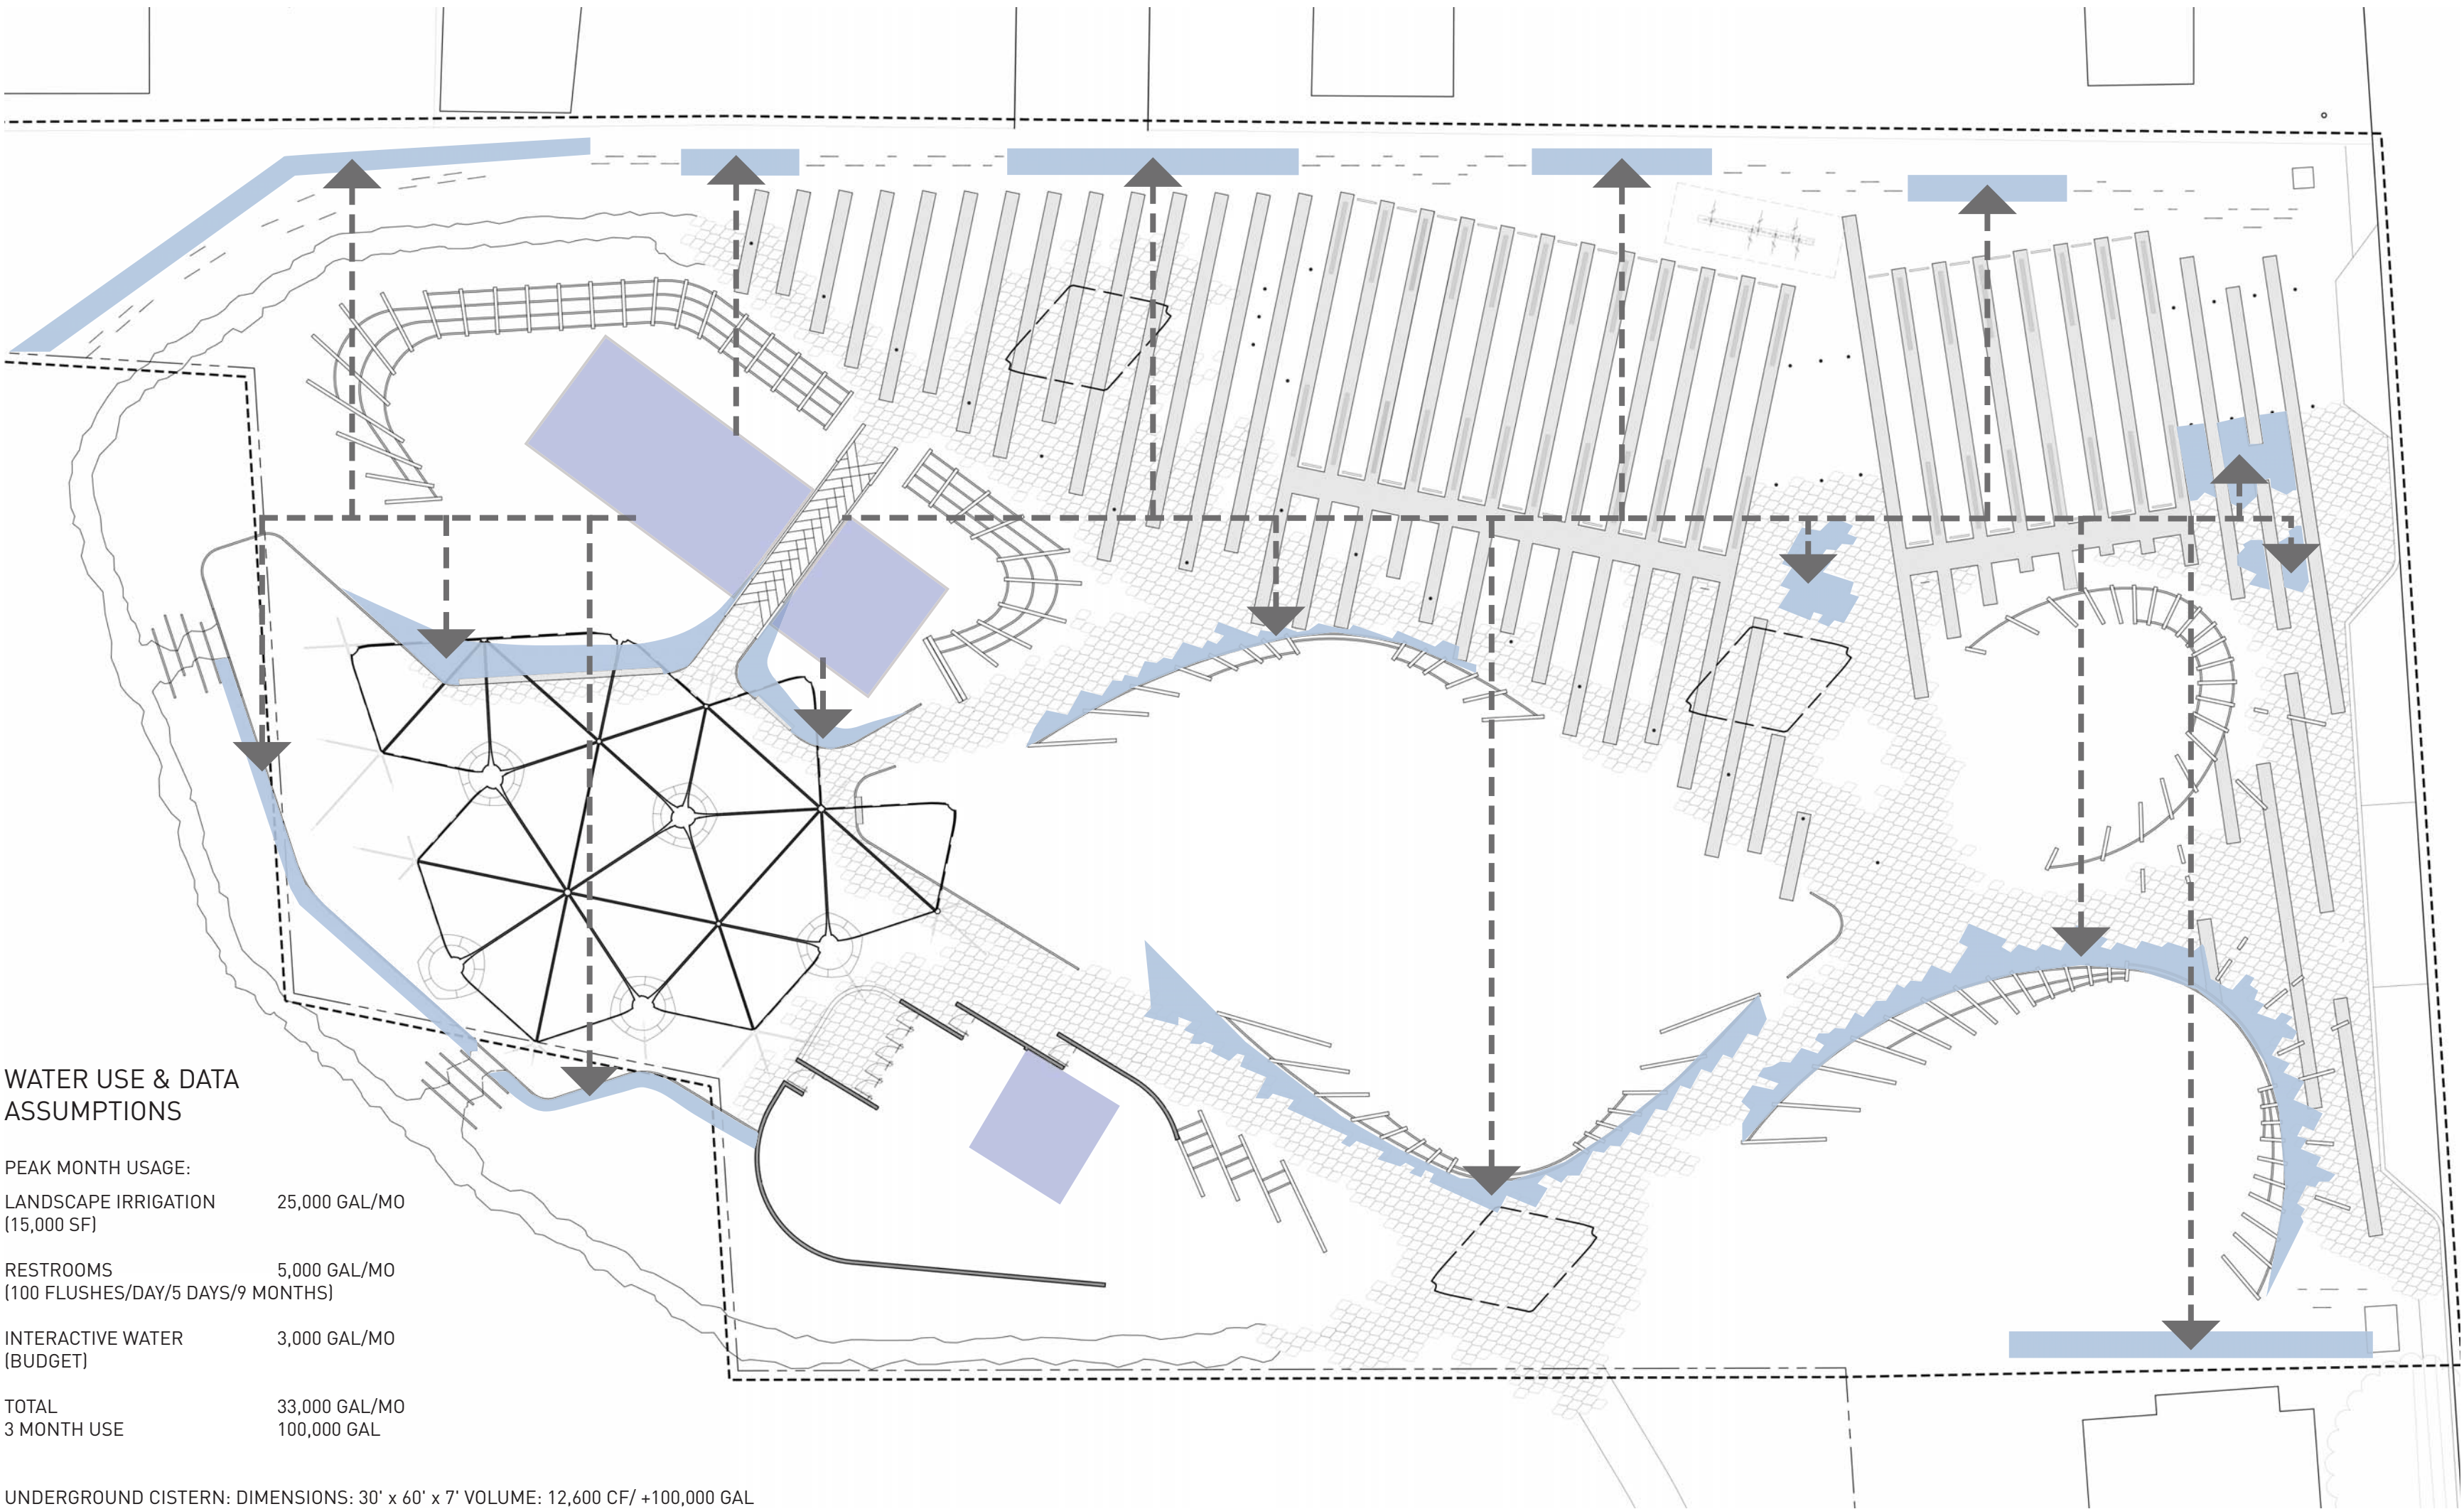 WATER USE & DATA
ASSUMPTIONS
PEAK MONTH USAGE:
LANDSCAPE IRRIGATION 25,000 GAL/MO
(15,000 SF)
RESTROOMS 5,000 GAL/MO
(100 FLUSHES/DAY/5 DAYS/9 MONTHS)
INTERACTIVE WATER 3,000 GAL/MO
(BUDGET)
TOTAL 33,000 GAL/MO
3 MONTH USE 100,000 GAL
UNDERGROUND CISTERN: DIMENSIONS: 30' x 60' x 7' VOLUME: 12,600 CF/ +100,000 GAL